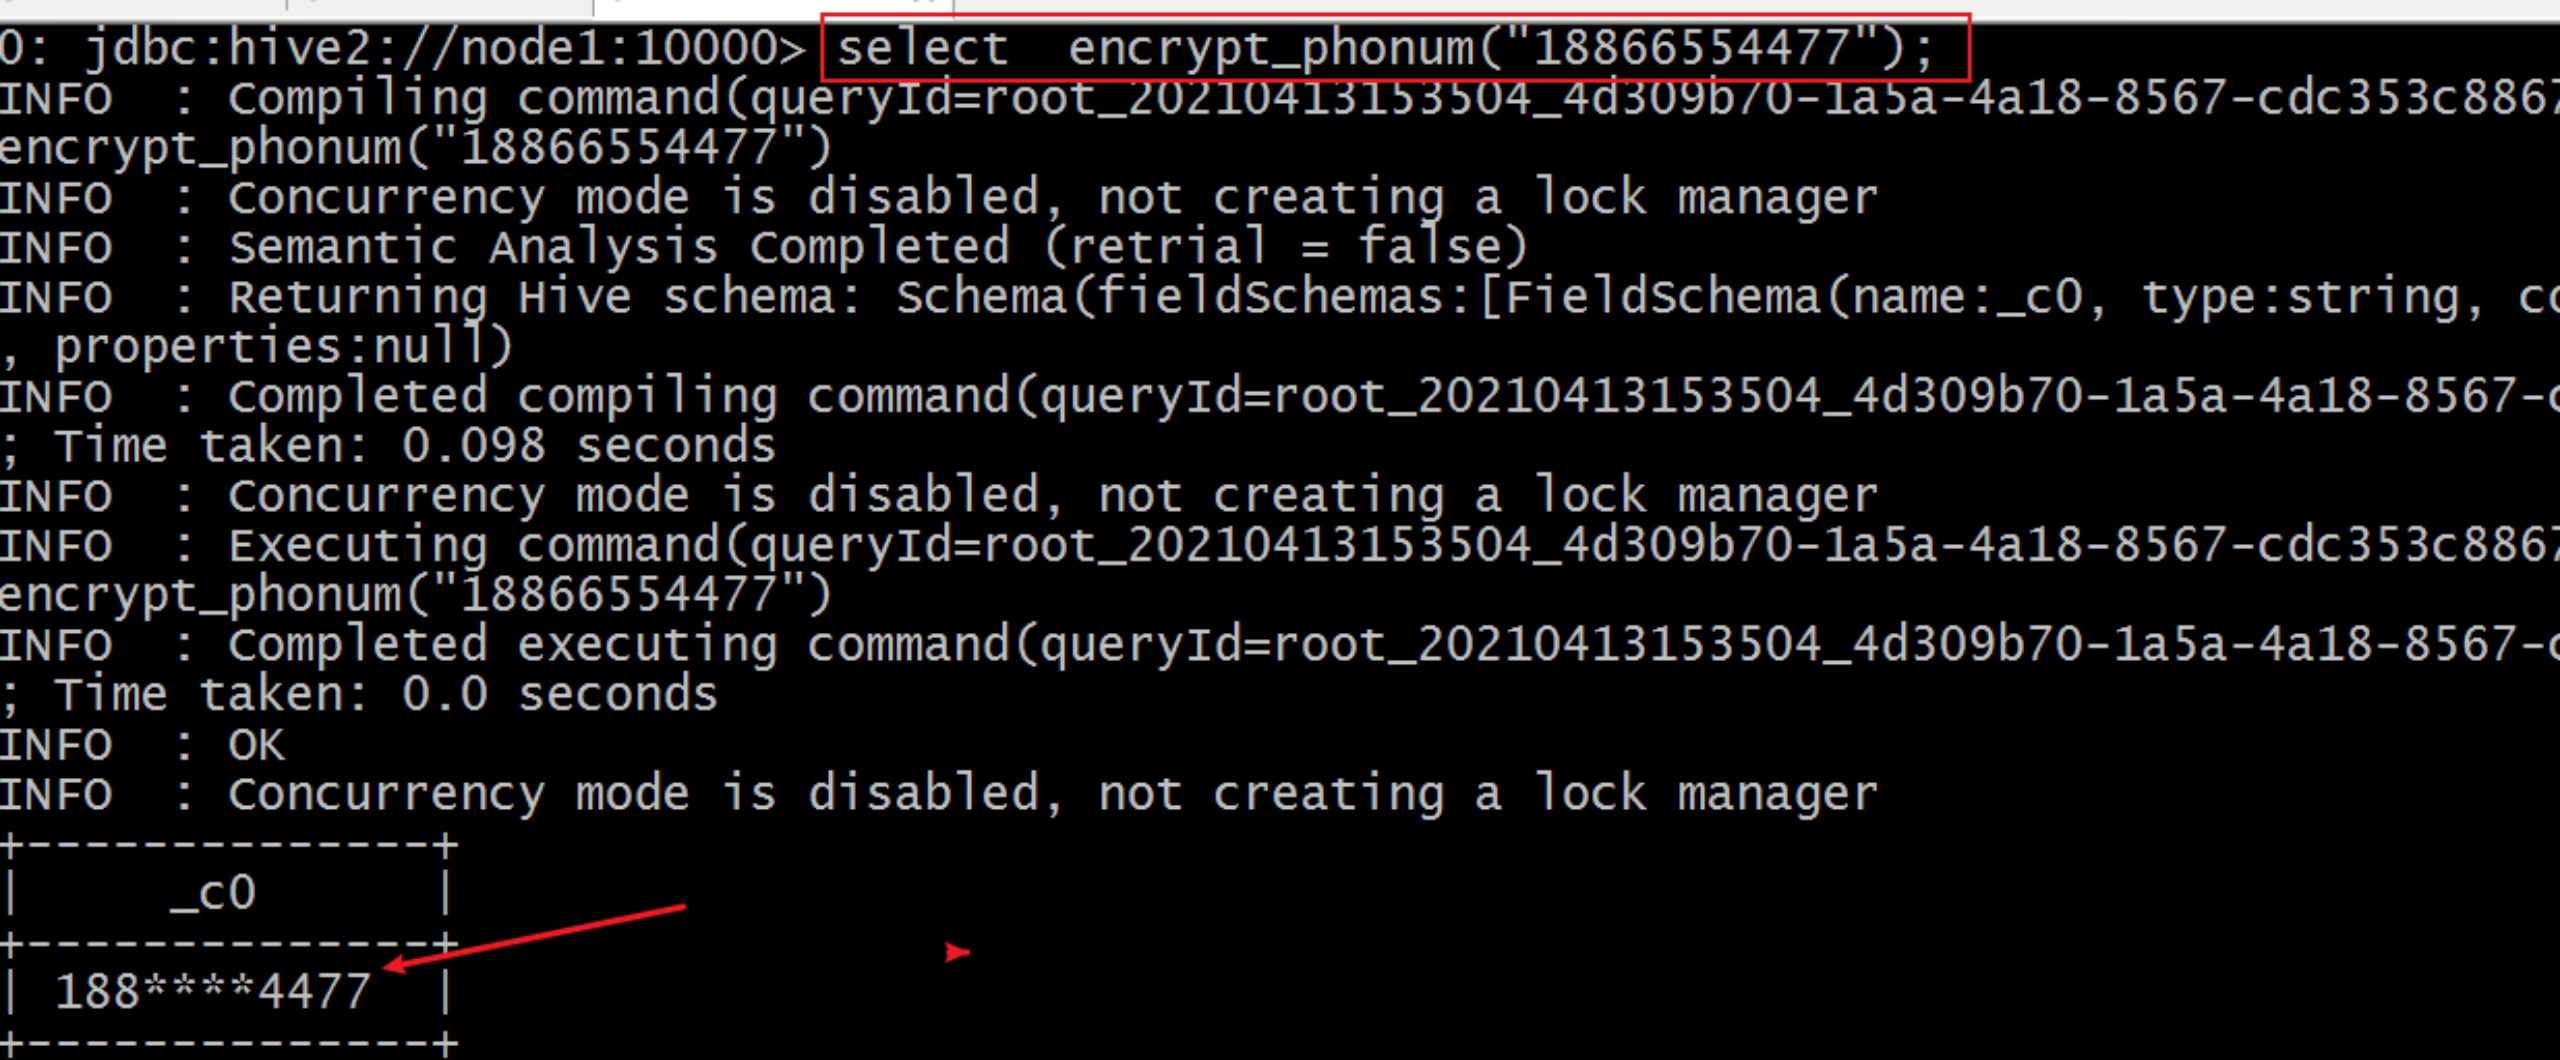 0: jdbc:hive2://node1:10000> select  encrypt_phonum("18866554477");
INFO  : Compiling command(queryId=root_20210413153504_4d309b70-1a5a-4a18-8567-cdc353c8867
encrypt_phonum("18866554477")
INFO  : Concurrency mode is disabled, not creating a lock manager
INFO  : Semantic Analysis Completed (retrial = false)
INFO  : Returning Hive schema: Schema(fieldSchemas:[FieldSchema(name:_c0, type:string, co
, properties:null)
INFO  : Completed compiling command(queryId=root_20210413153504_4d309b70-1a5a-4a18-8567-c
; Time taken: 0.098 seconds
INFO  : Concurrency mode is disabled, not creating a lock manager
INFO  : Executing command(queryId=root_20210413153504_4d309b70-1a5a-4a18-8567-cdc353c8867
encrypt_phonum("18866554477")
INFO  : Completed executing command(queryId=root_20210413153504_4d309b70-1a5a-4a18-8567-c
; Time taken: 0.0 seconds
INFO  : OK
INFO  : Concurrency mode is disabled, not creating a lock manager
+--------------+
|     _c0      |
+--------------+
| 188****4477  |
+--------------+